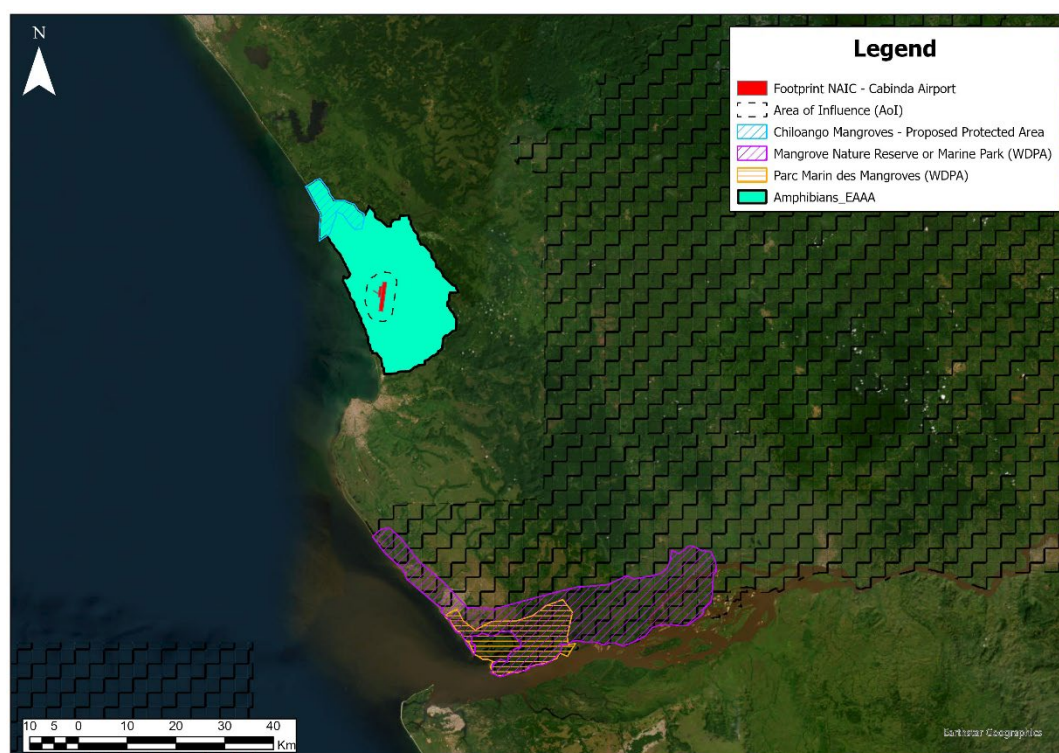 N
Legend
Footprint NAIC - Cabinda Airport
Area of Influence (AoI)
Chiloango Mangroves - Proposed Protected Area
Mangrove Nature Reserve or Marine Park (WDPA)
Parc Marin des Mangroves (WDPA)
Amphibians_EAAA
10 5 0 10 20 30 40
Km
Earthstar Geographics